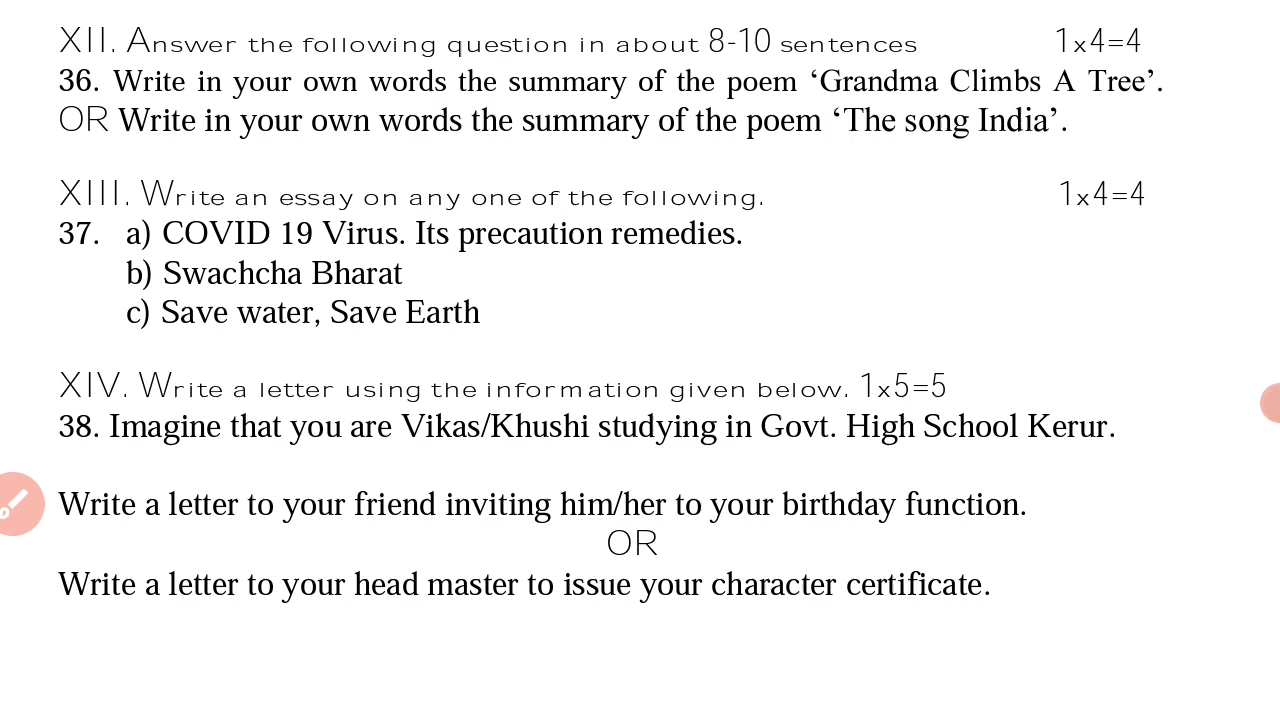 XII. Answer the following question in about 8-10 sentences 1x4=4
36. Write in your own words the summary of the poem ‘Grandma Climbs A Tree’.
OR Write in your own words the summary of the poem ‘The song India’.
XIII. Write an essay on any one of the following. 1x4=4
37. a) COVID 19 Virus. Its precaution remedies.
b) Swachcha Bharat
c) Save water, Save Earth
XIV. Write a letter using the information given below. 1x5=5
38. Imagine that you are Vikas/Khushi studying in Govt. High School Kerur.
Write a letter to your friend inviting him/her to your birthday function.
OR
Write a letter to your head master to issue your character certificate.